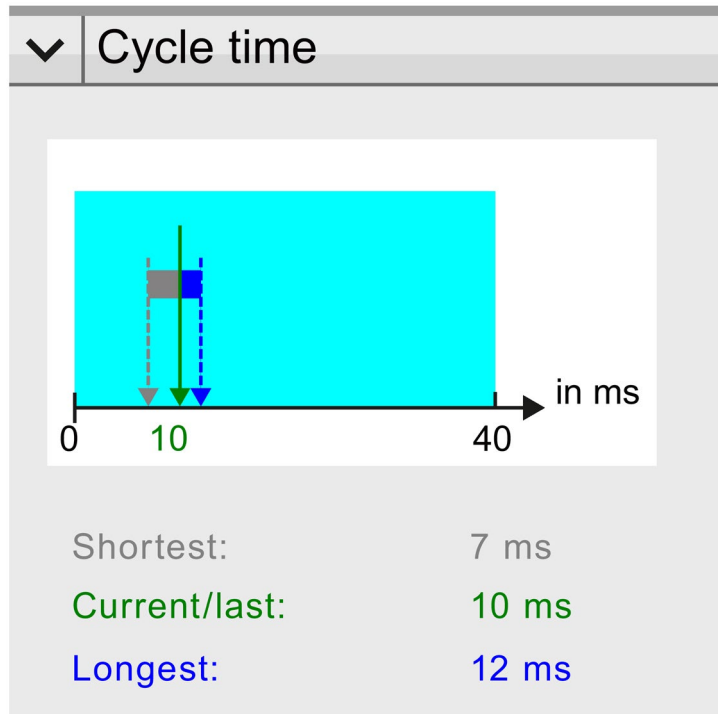 Cycle time
in ms
0 10 40
Shortest: 7 ms
Current/last: 10 ms
Longest: 12 ms